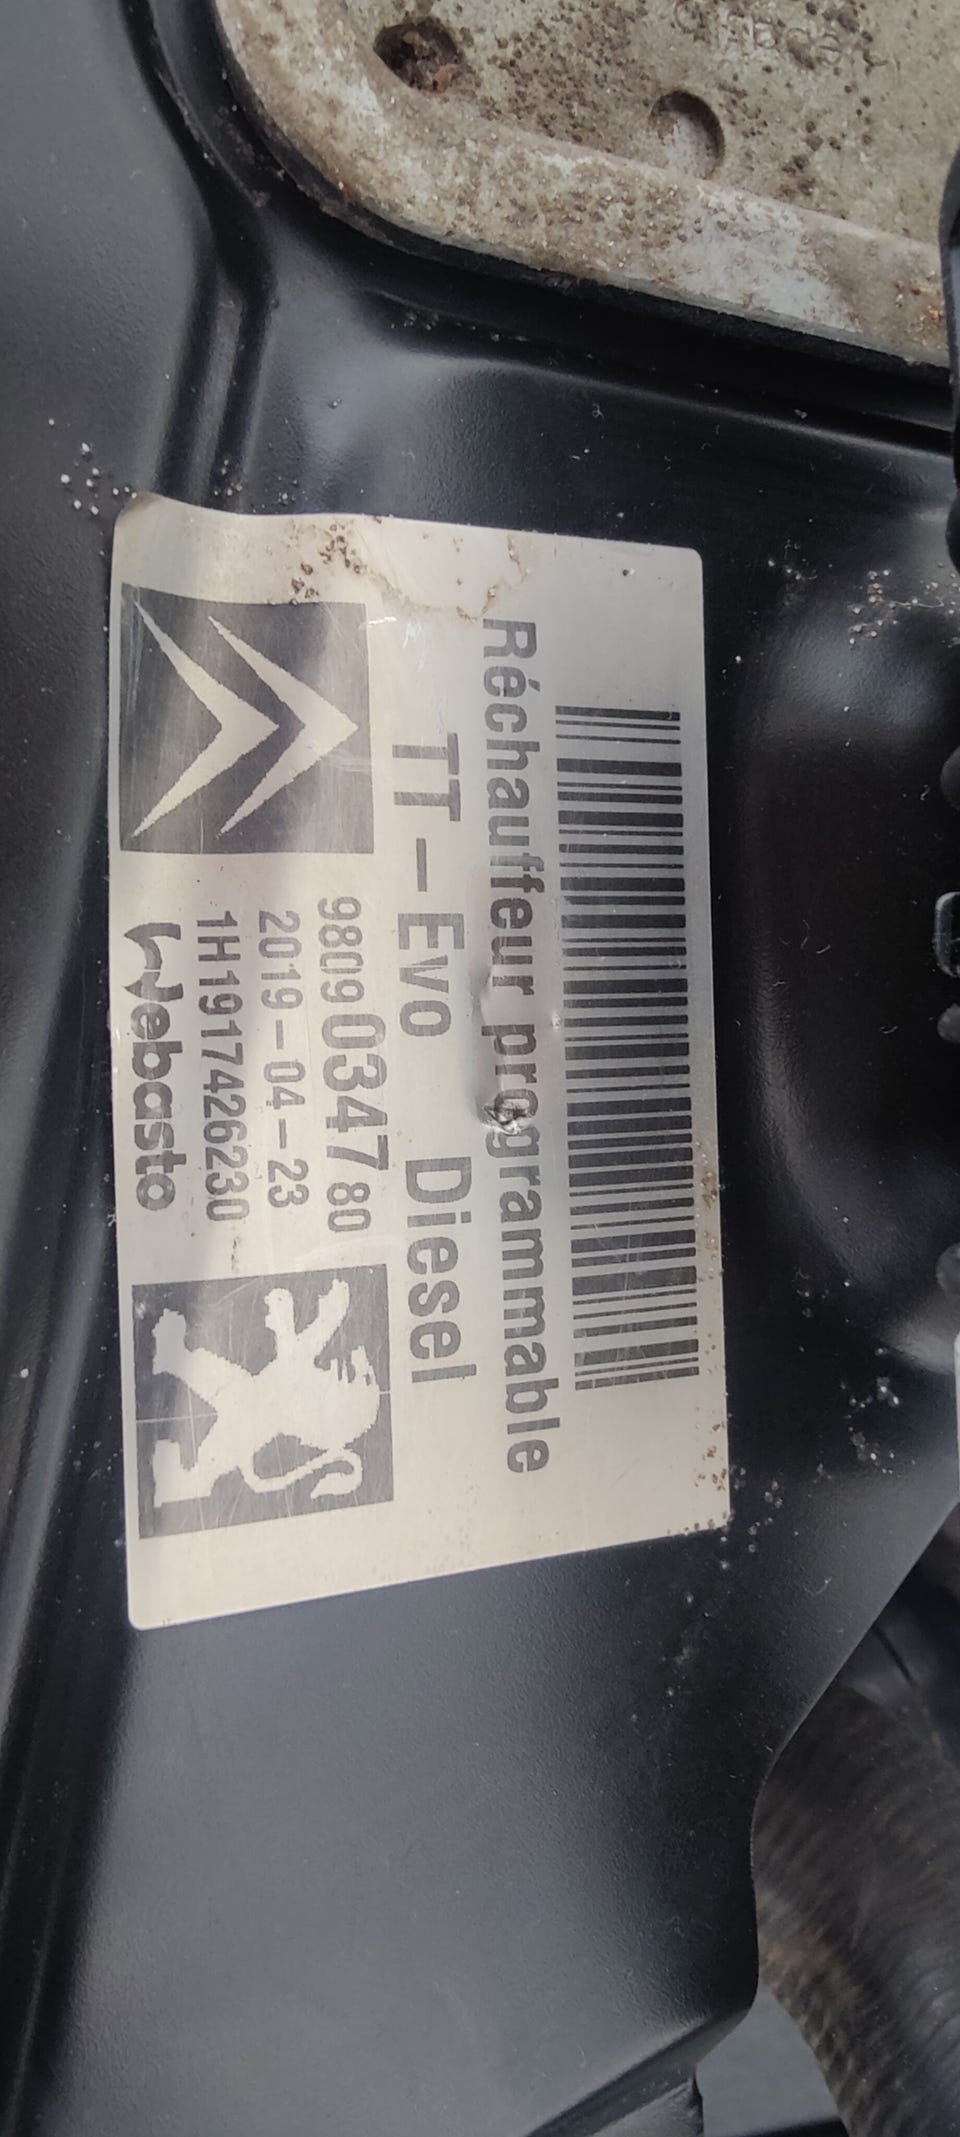 Réchauffeur programmable
TT-Evo Diesel
9809034780
2019-04-23
1H1917426230
Webasto